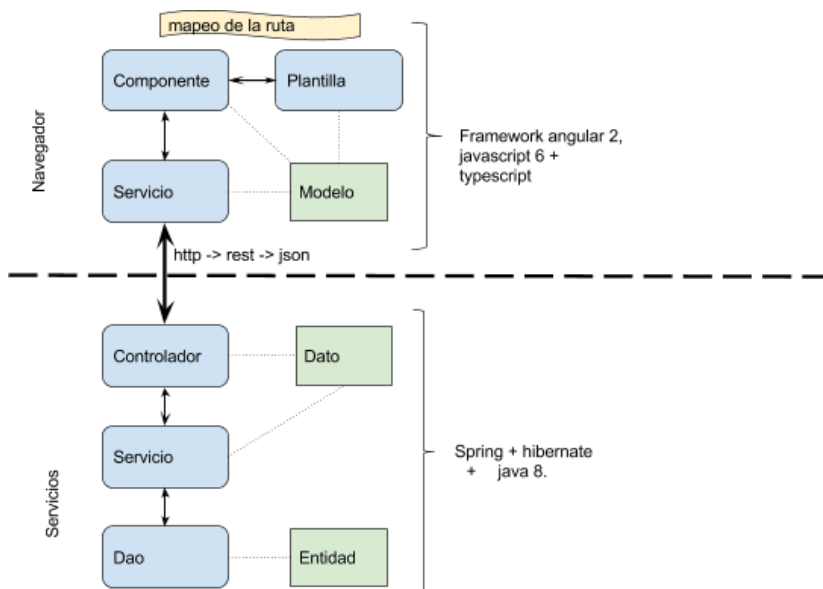 mapeo de la ruta
Componente
Plantilla
Navegador
Servicio
Modelo
Framework angular 2,
javascript 6 +
typescript
http -> rest -> json
Controlador
Dato
Servicio
Servicios
Spring + hibernate
+ java 8.
Dao
Entidad